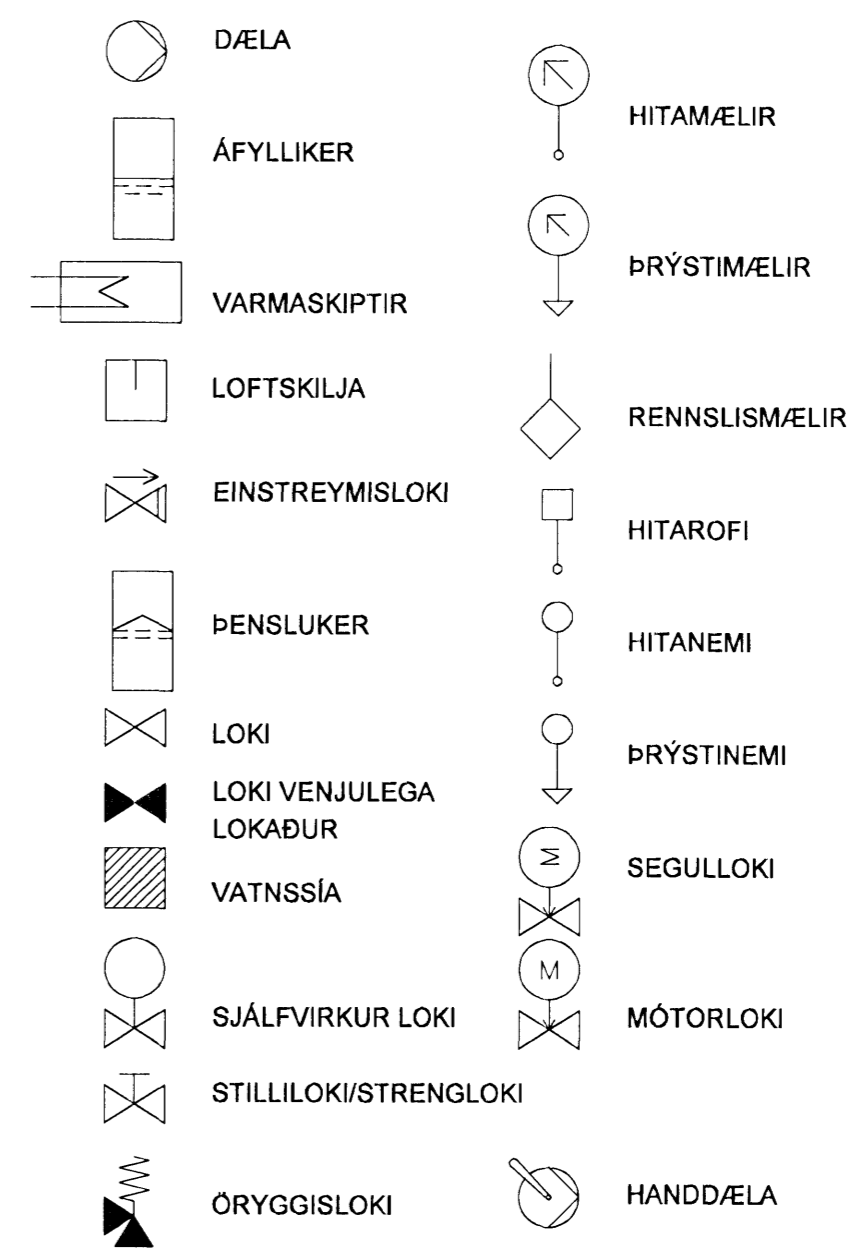 DÆLA
ÁFYLLIKER
VARMASKIPTIR
LOFTSKILJA
EINSTREYMISLOKI
ÞENSLUKER
LOKI
LOKI VENJULEGA
LOKAÐUR
VATNSSÍA
SJÁLFVIRKUR LOKI
STILLILOKI/STRENGLOKI
ÖRYGGISLOKI
HITAMÆLIR
ÞRÝSTIMÆLIR
RENNSLISMÆLIR
HITAROFI
HITANEMI
ÞRÝSTINEMI
SEGULLOKI
M
MÓTORLOKI
HANDDÆLA